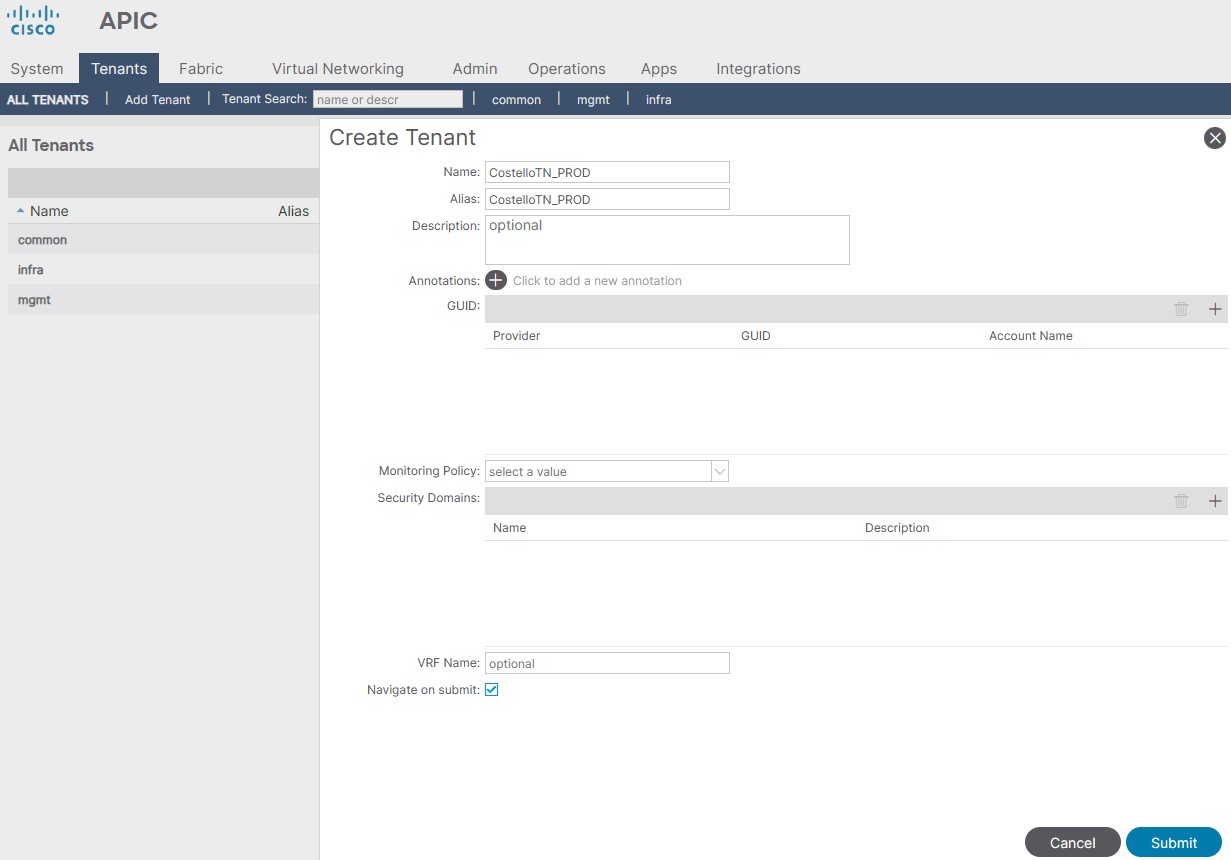 CISCO APIC
System Tenants Fabric Virtual Networking Admin Operations Apps Integrations
ALL TENANTS | Add Tenant | Tenant Search: name or descr | common | mgmt | infra
All Tenants
Name Alias
common
infra
mgmt
Create Tenant
Name: CostelloTN_PROD
Alias: CostelloTN_PROD
Description: optional
Annotations: Click to add a new annotation
GUID:
Provider GUID Account Name
Monitoring Policy: select a value
Security Domains:
Name Description
VRF Name: optional
Navigate on submit:
Cancel Submit